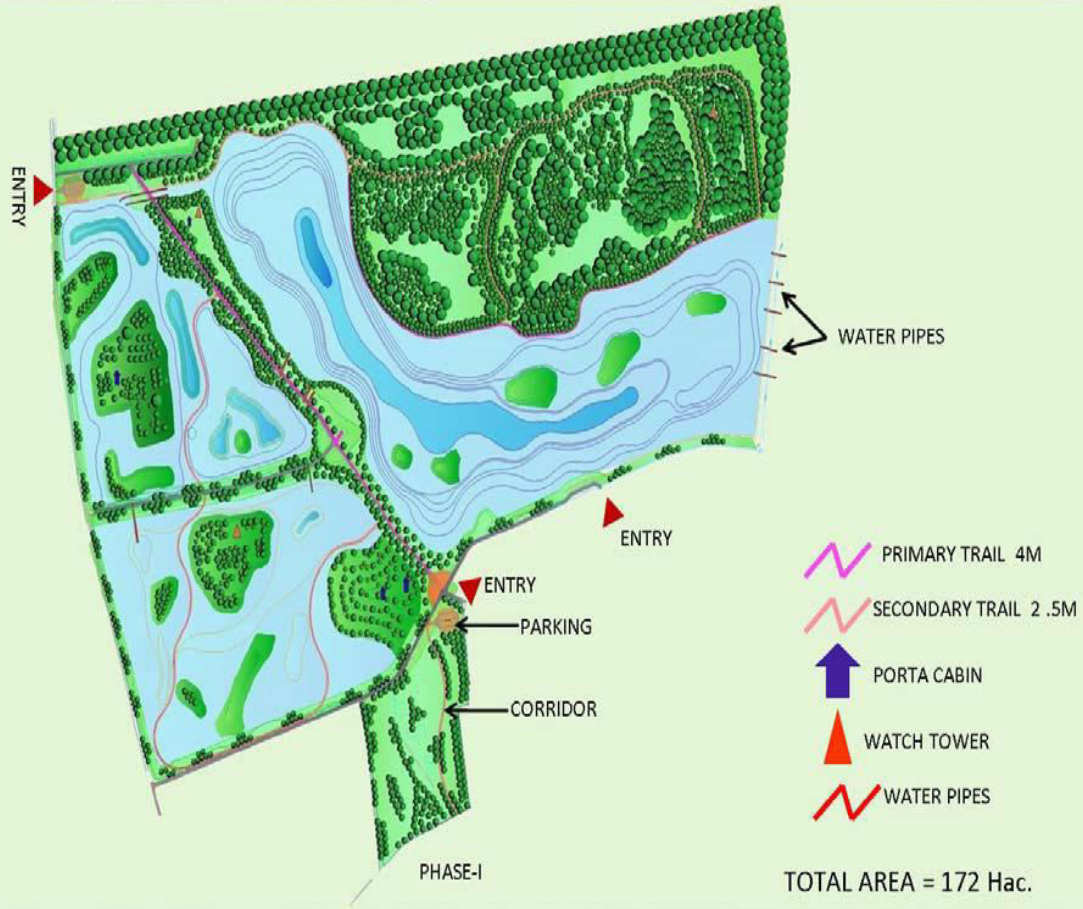 ENTRY
WATER PIPES
ENTRY
ENTRY
PARKING
CORRIDOR
PHASE-I
PRIMARY TRAIL 4M
SECONDARY TRAIL 2 .5M
PORTA CABIN
WATCH TOWER
WATER PIPES
TOTAL AREA = 172 Hac.